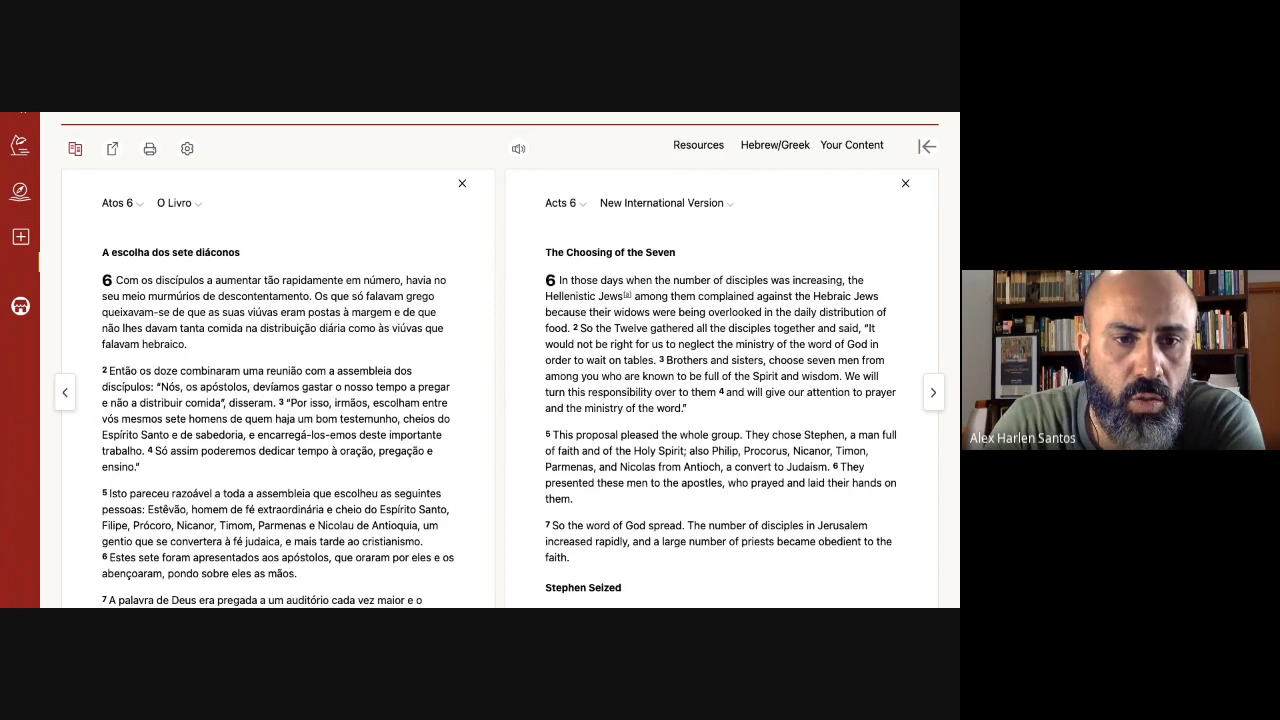 Resources Hebrew/Greek Your Content
Atos 6 O Livro
A escolha dos sete diáconos
6 Com os discípulos a aumentar tão rapidamente em número, havia no
seu meio murmúrios de descontentamento. Os que só falavam grego
queixavam-se de que as suas viúvas eram postas à margem e de que
não lhes davam tanta comida na distribuição diária como às viúvas que
falavam hebraico.
2 Então os doze combinaram uma reunião com a assembleia dos
discípulos: “Nós, os apóstolos, devíamos gastar o nosso tempo a pregar
e não a distribuir comida”, disseram. 3 “Por isso, irmãos, escolham entre
vós mesmos sete homens de quem haja um bom testemunho, cheios do
Espírito Santo e de sabedoria, e encarregá-los-emos deste importante
trabalho. 4 Só assim poderemos dedicar tempo à oração, pregação e
ensino.”
5 Isto pareceu razoável a toda a assembleia que escolheu as seguintes
pessoas: Estêvão, homem de fé extraordinária e cheio do Espírito Santo,
Filipe, Prócoro, Nicanor, Timom, Parmenas e Nicolau de Antioquia, um
gentio que se convertera à fé judaica, e mais tarde ao cristianismo.
6 Estes sete foram apresentados aos apóstolos, que oraram por eles e os
abençoaram, pondo sobre eles as mãos.
7 A palavra de Deus era pregada a um auditório cada vez maior e o
Acts 6 New International Version
The Choosing of the Seven
6 In those days when the number of disciples was increasing, the
Hellenistic Jews[a] among them complained against the Hebraic Jews
because their widows were being overlooked in the daily distribution of
food. 2 So the Twelve gathered all the disciples together and said, “It
would not be right for us to neglect the ministry of the word of God in
order to wait on tables. 3 Brothers and sisters, choose seven men from
among you who are known to be full of the Spirit and wisdom. We will
turn this responsibility over to them 4 and will give our attention to prayer
and the ministry of the word.”
5 This proposal pleased the whole group. They chose Stephen, a man full
of faith and of the Holy Spirit; also Philip, Procorus, Nicanor, Timon,
Parmenas, and Nicolas from Antioch, a convert to Judaism. 6 They
presented these men to the apostles, who prayed and laid their hands on
them.
7 So the word of God spread. The number of disciples in Jerusalem
increased rapidly, and a large number of priests became obedient to the
faith.
Stephen Seized
Alex Harlen Santos